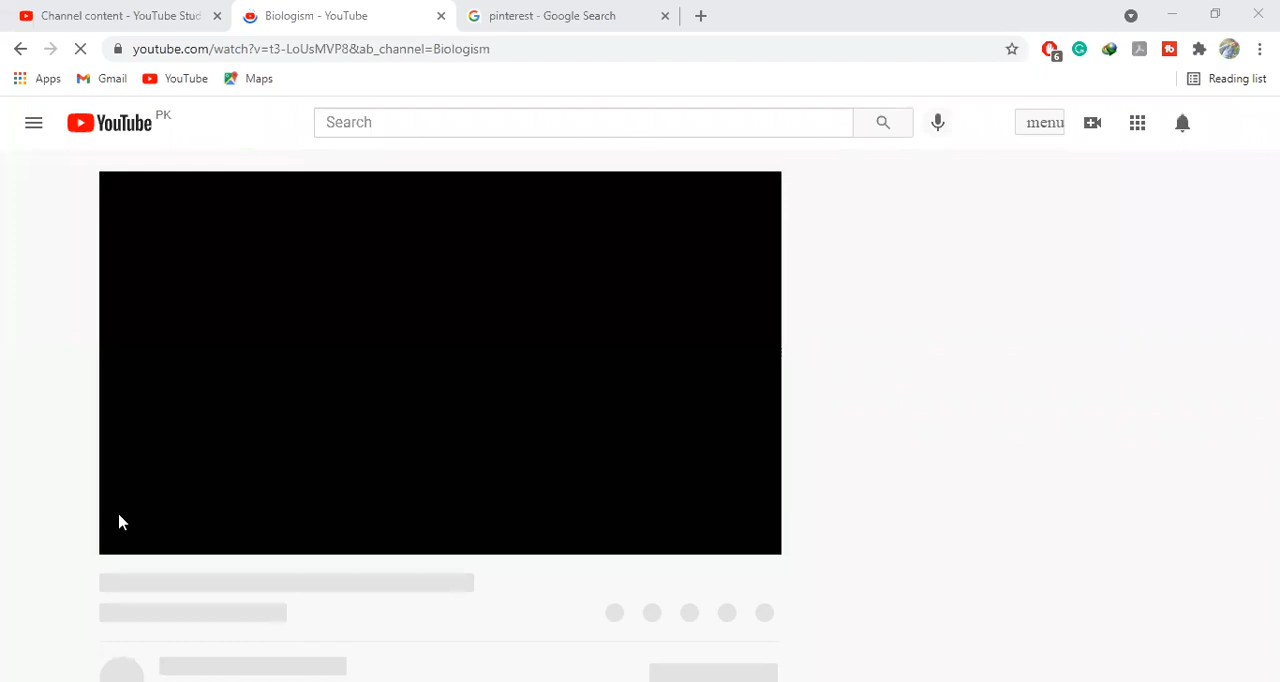 Channel content - YouTube Stud
Biologism - YouTube
pinterest - Google Search
youtube.com/watch?v=t3-LoUsMVP8&ab_channel=Biologism
6
Apps
Gmail
YouTube
Maps
Reading list
YouTube PK
Search
menu